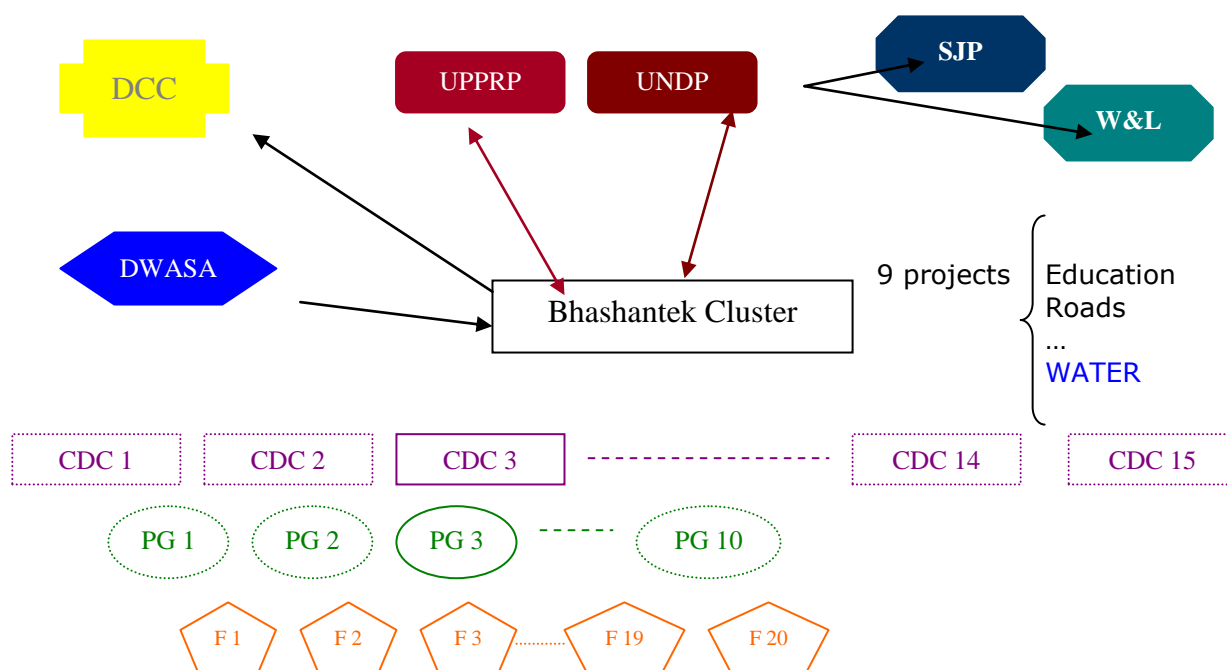 SJP
DCC
UPPRP
UNDP
W&L
DWASA
9 projects
Education
Roads
...
WATER
Bhashantek Cluster
CDC 1
CDC 2
CDC 3
CDC 14
CDC 15
PG 1
PG 2
PG 3
PG 10
F 1
F 2
F 3
F 19
F 20